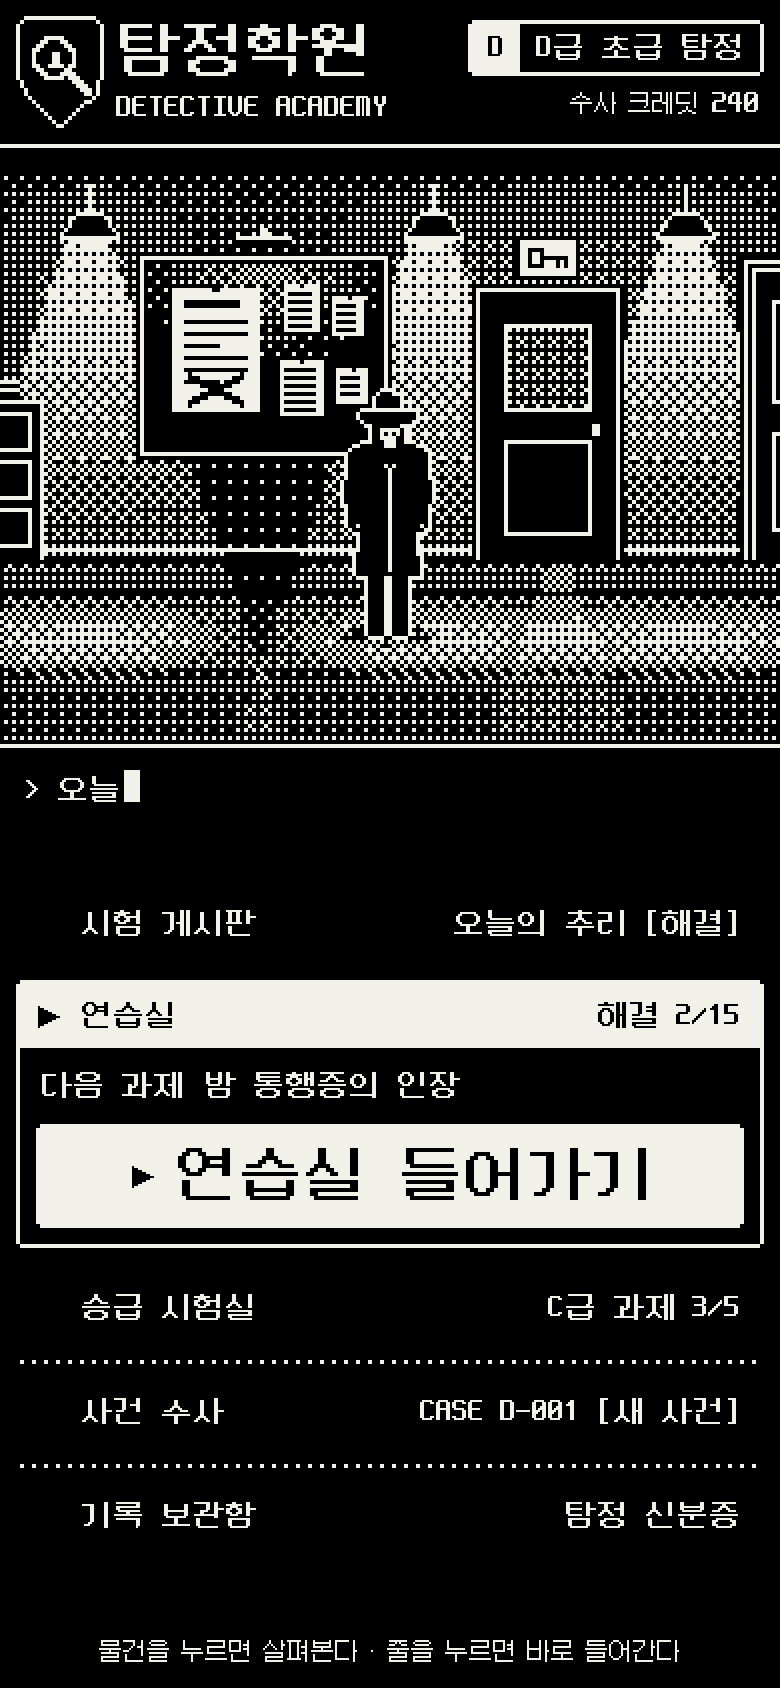 탐정학원
DETECTIVE ACADEMY
D D급 초급 탐정
수사 크레딧 240
> 오늘
시험 게시판 오늘의 추리 [해결]
▶ 연습실 해결 2/15
다음 과제 밤 통행증의 인장
▶ 연습실 들어가기
승급 시험실 C급 과제 3/5
사건 수사 CASE D-001 [새 사건]
기록 보관함 탐정 신분증
물건을 누르면 살펴본다 · 줄을 누르면 바로 들어간다